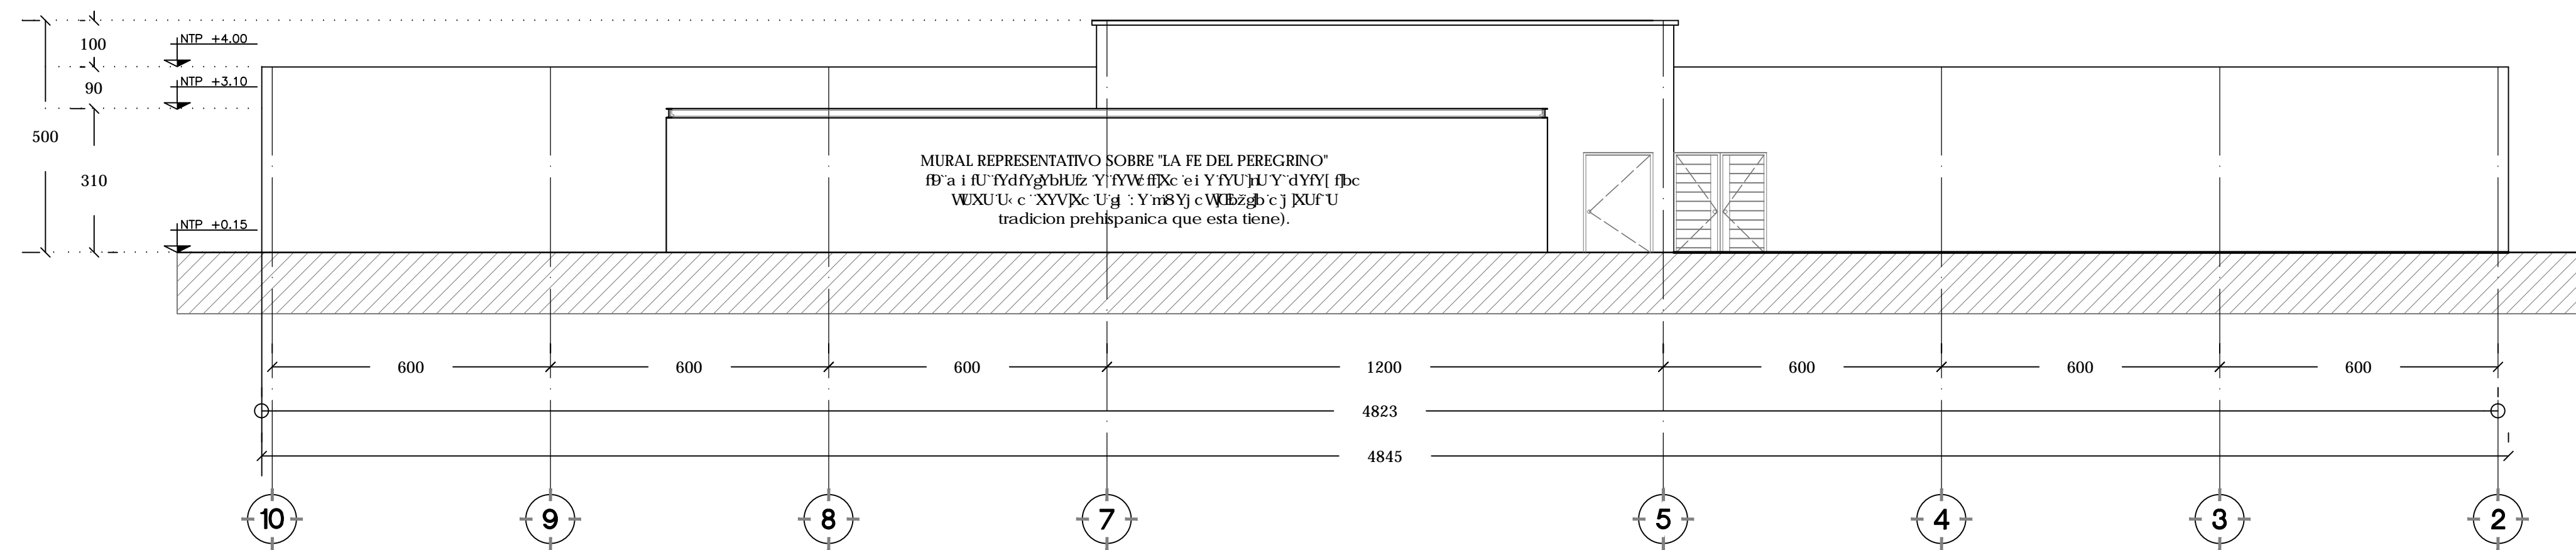 100
NTP +4.00
90
NTP +3.10
500
310
NTP +0.15
MURAL REPRESENTATIVO SOBRE "LA FE DEL PEREGRINO"
tradicion prehispanica que esta tiene).
600 600 600 1200 600 600 600
4823
4845
10 9 8 7 5 4 3 2